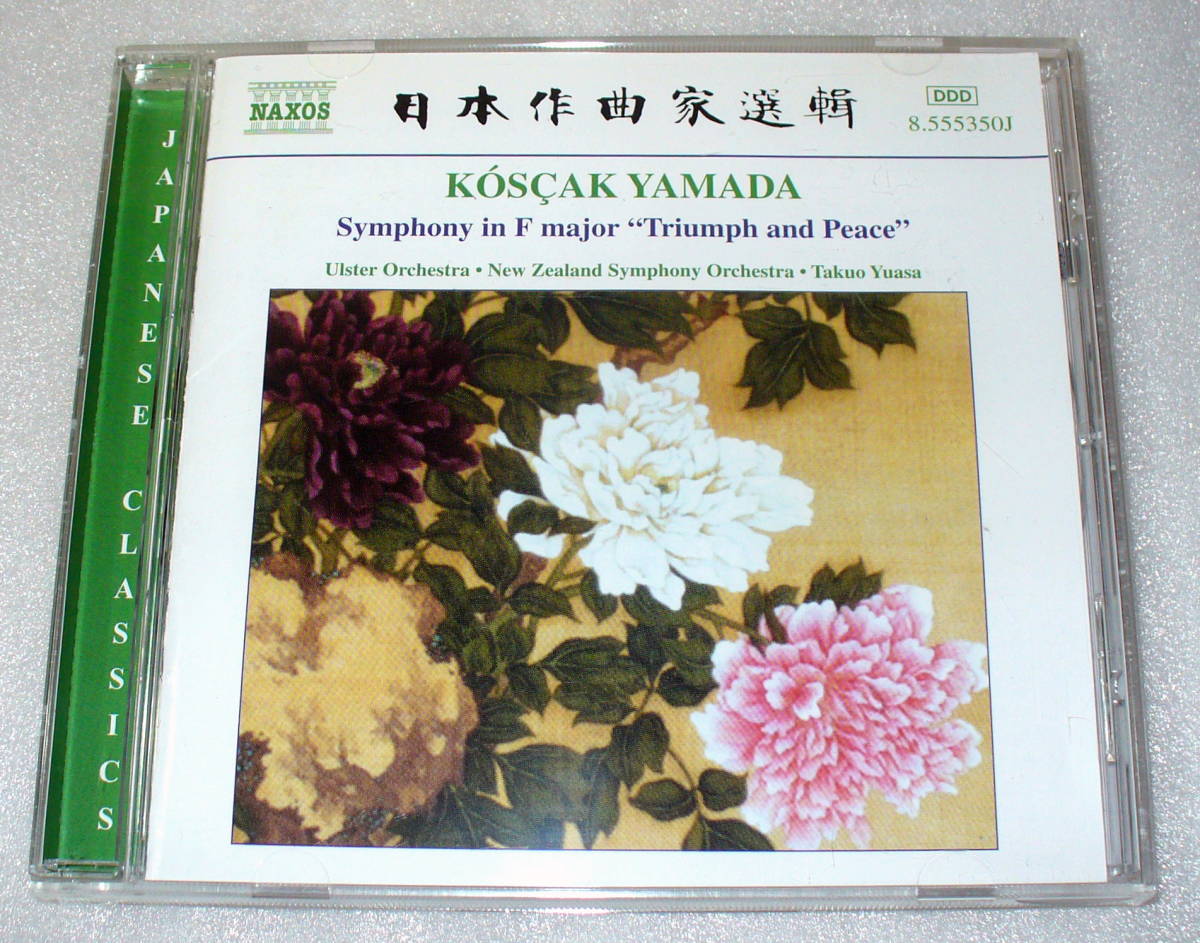 JAPANESE CLASSICS
NAXOS
日本作曲家選輯
DDD
8.555350J
KÓSÇAK YAMADA
Symphony in F major “Triumph and Peace”
Ulster Orchestra • New Zealand Symphony Orchestra • Takuo Yuasa